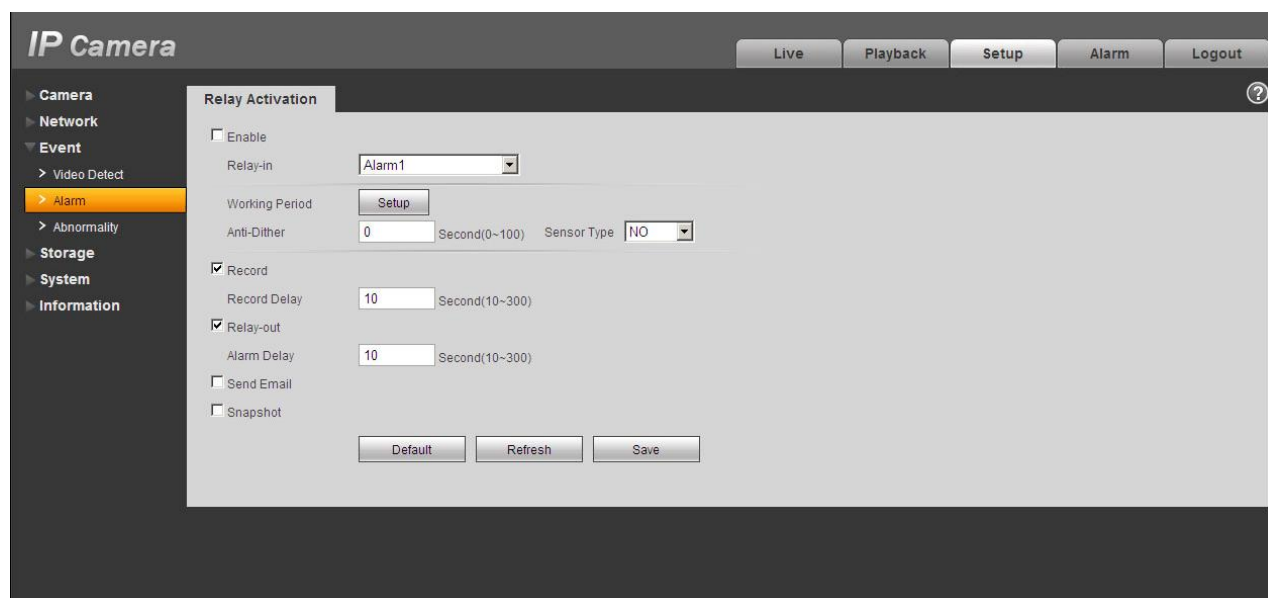 IP Camera
Live Playback Setup Alarm Logout
Camera
Network
Event
> Video Detect
> Alarm
> Abnormality
Storage
System
Information
Relay Activation
?
Enable
Relay-in Alarm1
Working Period Setup
Anti-Dither 0 Second(0~100) Sensor Type NO
Record
Record Delay 10 Second(10~300)
Relay-out
Alarm Delay 10 Second(10~300)
Send Email
Snapshot
Default Refresh Save